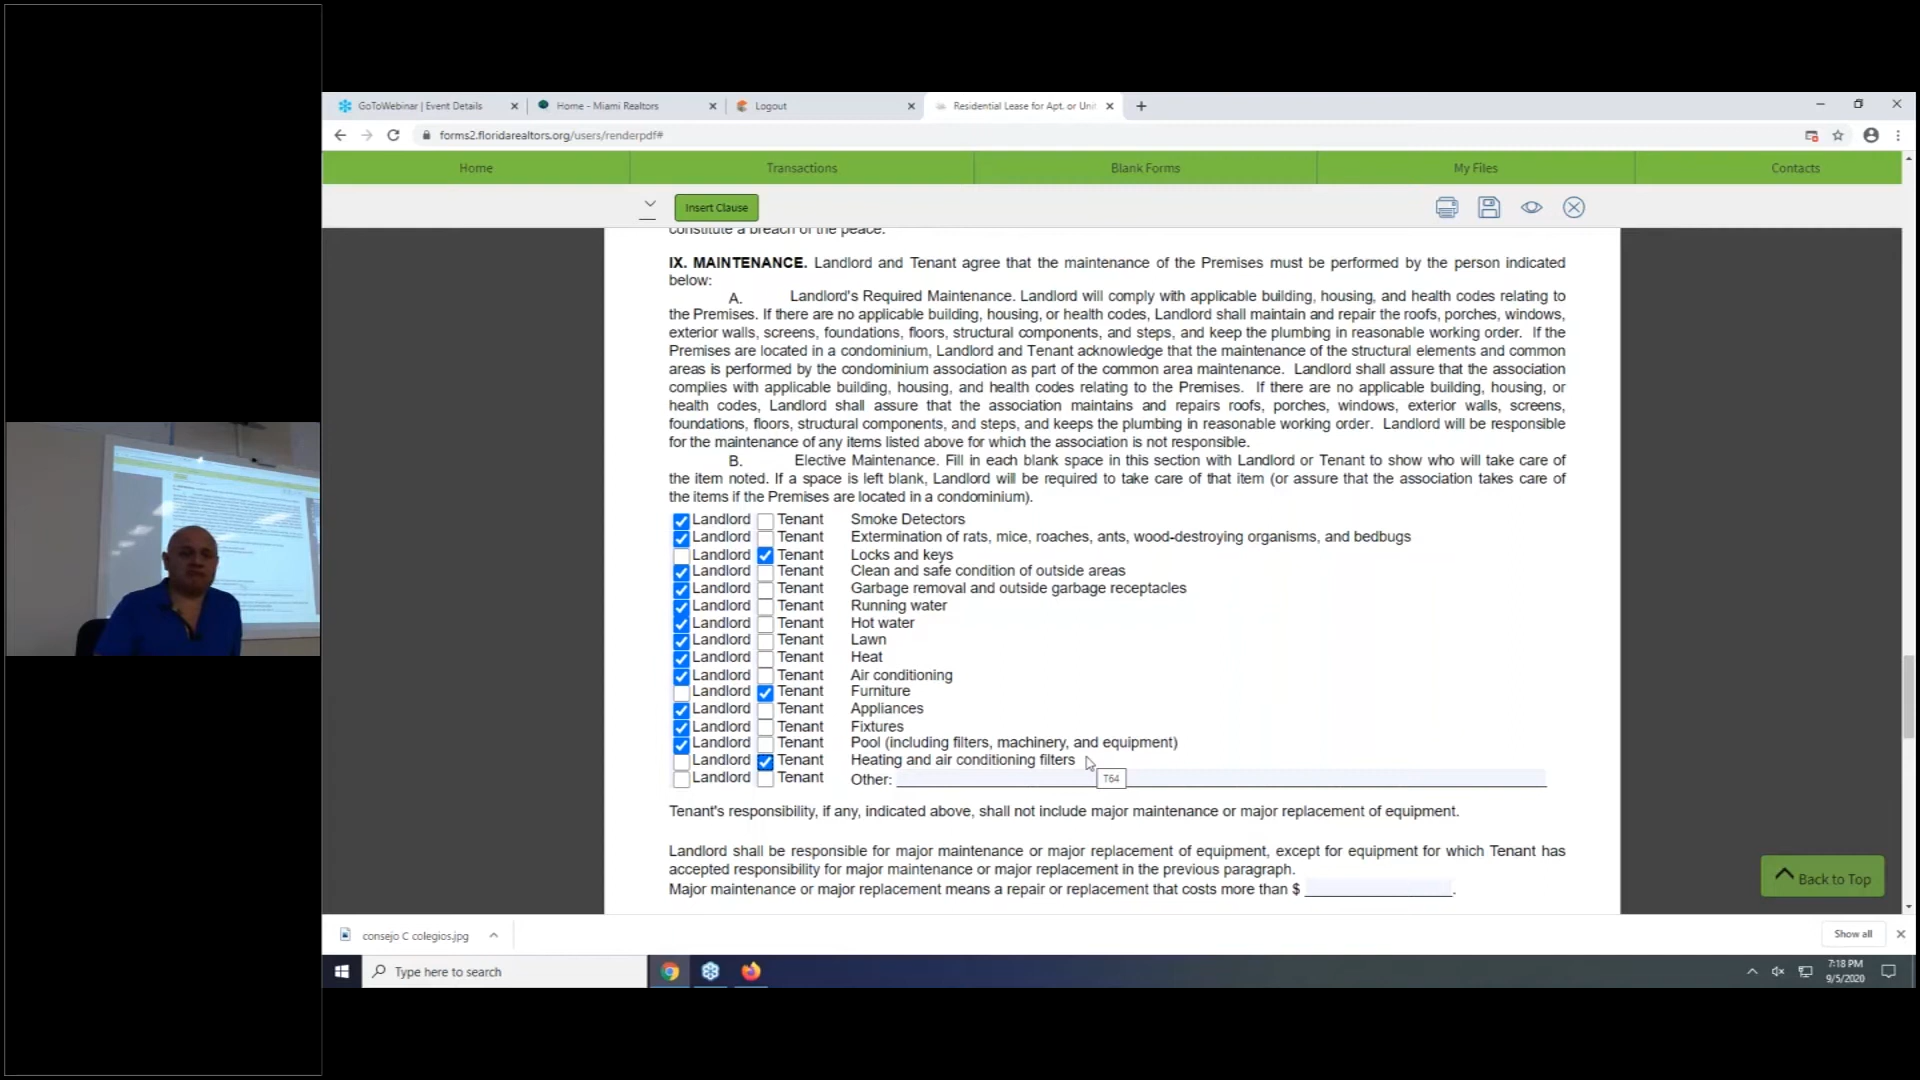 GoToWebinar | Event Details
Home - Miami Realtors
Logout
Residential Lease for Apt. or Unit
forms2.floridarealtors.org/users/renderpdf#
Home
Transactions
Blank Forms
My Files
Contacts
Insert Clause
constitute a breach of the peace.
IX. MAINTENANCE. Landlord and Tenant agree that the maintenance of the Premises must be performed by the person indicated
below:
A. Landlord's Required Maintenance. Landlord will comply with applicable building, housing, and health codes relating to
the Premises. If there are no applicable building, housing, or health codes, Landlord shall maintain and repair the roofs, porches, windows,
exterior walls, screens, foundations, floors, structural components, and steps, and keep the plumbing in reasonable working order. If the
Premises are located in a condominium, Landlord and Tenant acknowledge that the maintenance of the structural elements and common
areas is performed by the condominium association as part of the common area maintenance. Landlord shall assure that the association
complies with applicable building, housing, and health codes relating to the Premises. If there are no applicable building, housing, or
health codes, Landlord shall assure that the association maintains and repairs roofs, porches, windows, exterior walls, screens,
foundations, floors, structural components, and steps, and keeps the plumbing in reasonable working order. Landlord will be responsible
for the maintenance of any items listed above for which the association is not responsible.
B. Elective Maintenance. Fill in each blank space in this section with Landlord or Tenant to show who will take care of
the item noted. If a space is left blank, Landlord will be required to take care of that item (or assure that the association takes care of
the items if the Premises are located in a condominium).
Landlord Tenant Smoke Detectors
Landlord Tenant Extermination of rats, mice, roaches, ants, wood-destroying organisms, and bedbugs
Landlord Tenant Locks and keys
Landlord Tenant Clean and safe condition of outside areas
Landlord Tenant Garbage removal and outside garbage receptacles
Landlord Tenant Running water
Landlord Tenant Hot water
Landlord Tenant Lawn
Landlord Tenant Heat
Landlord Tenant Air conditioning
Landlord Tenant Furniture
Landlord Tenant Appliances
Landlord Tenant Fixtures
Landlord Tenant Pool (including filters, machinery, and equipment)
Landlord Tenant Heating and air conditioning filters
Landlord Tenant Other:
T64
Tenant's responsibility, if any, indicated above, shall not include major maintenance or major replacement of equipment.
Landlord shall be responsible for major maintenance or major replacement of equipment, except for equipment for which Tenant has
accepted responsibility for major maintenance or major replacement in the previous paragraph.
Major maintenance or major replacement means a repair or replacement that costs more than $ .
Back to Top
consejo C colegios.jpg
Show all
Type here to search
7:18 PM
9/5/2020